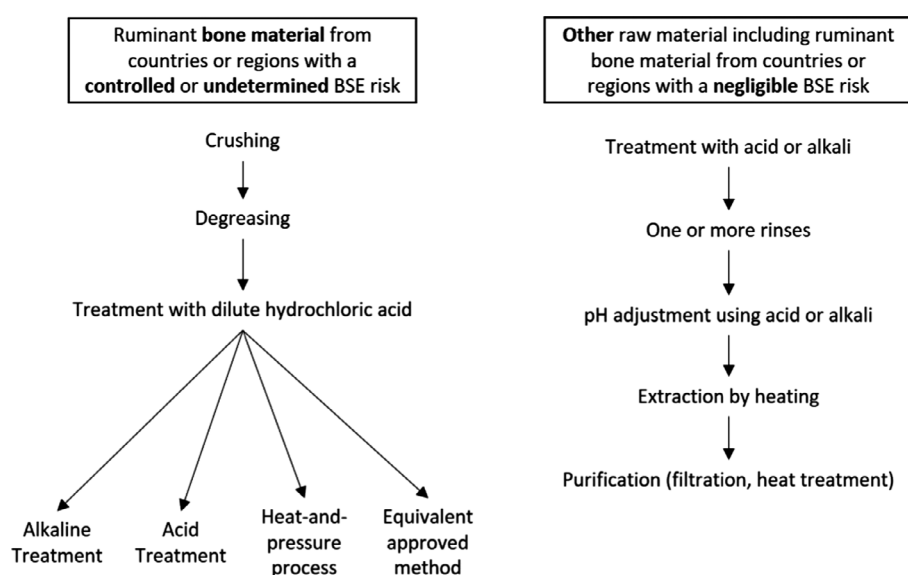 Ruminant bone material from
countries or regions with a
controlled or undetermined BSE risk
Crushing
Degreasing
Treatment with dilute hydrochloric acid
Alkaline
Treatment
Acid
Treatment
Heat-and-
pressure
process
Equivalent
approved
method
Other raw material including ruminant
bone material from countries or
regions with a negligible BSE risk
Treatment with acid or alkali
One or more rinses
pH adjustment using acid or alkali
Extraction by heating
Purification (filtration, heat treatment)